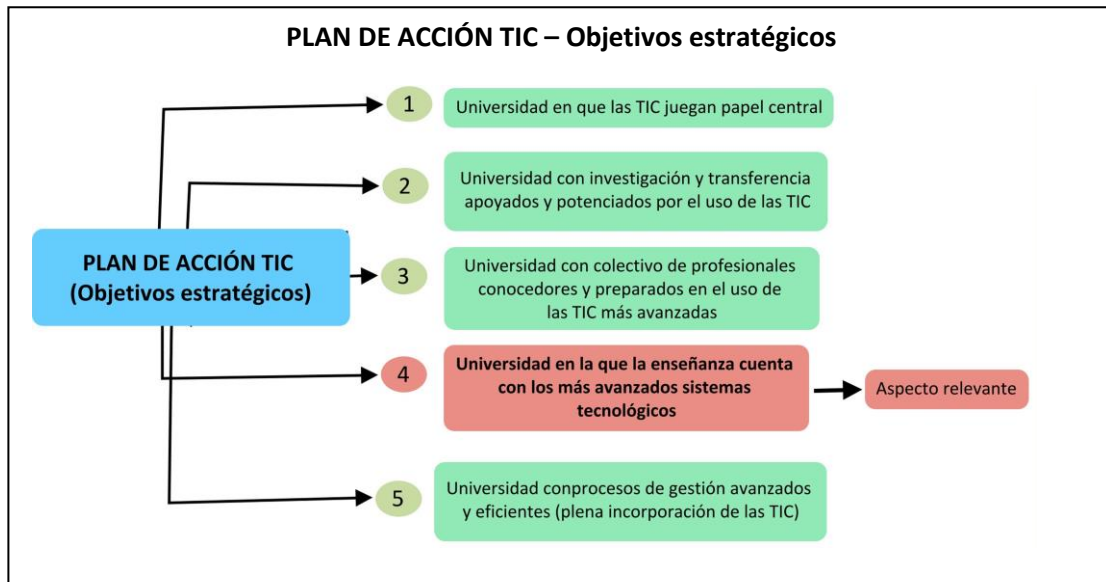 PLAN DE ACCIÓN TIC – Objetivos estratégicos
1
Universidad en que las TIC juegan papel central
2
Universidad con investigación y transferencia
apoyados y potenciados por el uso de las TIC
PLAN DE ACCIÓN TIC
(Objetivos estratégicos)
3
Universidad con colectivo de profesionales
conocedores y preparados en el uso de
las TIC más avanzadas
4
Universidad en la que la enseñanza cuenta
con los más avanzados sistemas
tecnológicos
Aspecto relevante
5
Universidad conprocesos de gestión avanzados
y eficientes (plena incorporación de las TIC)